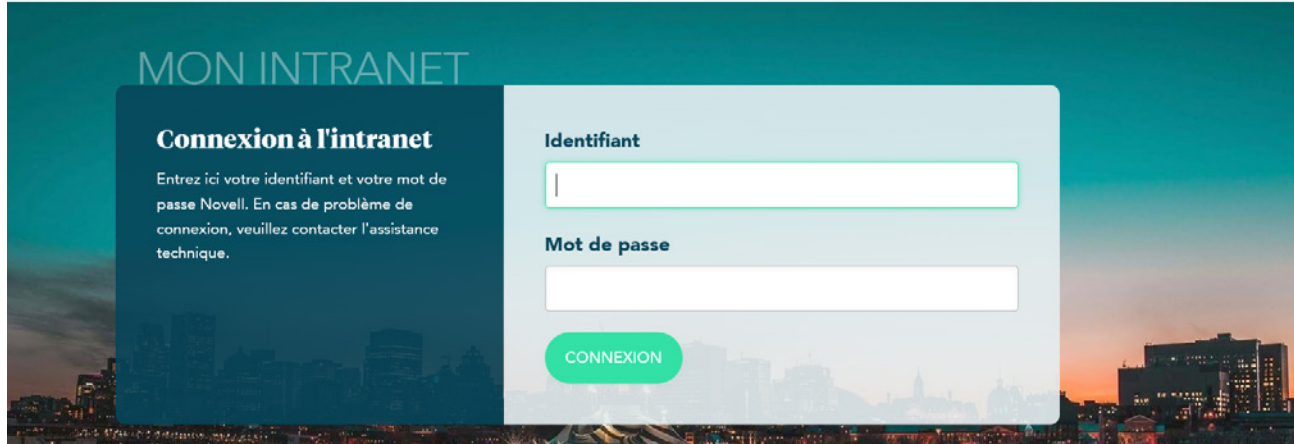 MON INTRANET
Connexion à l'intranet
Entrez ici votre identifiant et votre mot de
passe Novell. En cas de problème de
connexion, veuillez contacter l'assistance
technique.
Identifiant
Mot de passe
CONNEXION